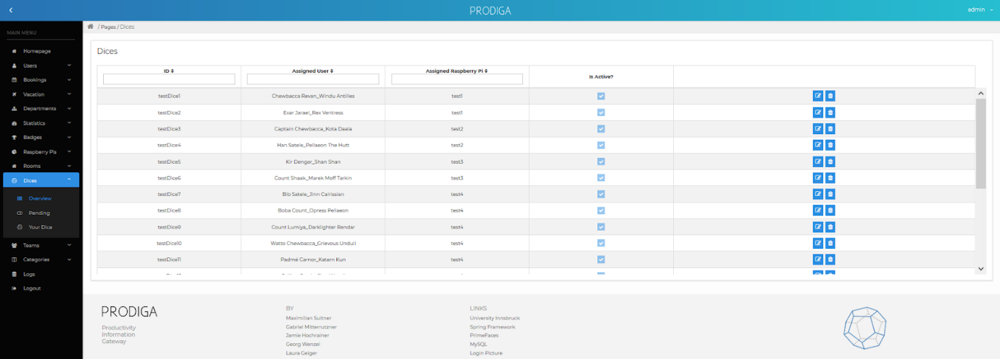 PRODIGA
admin
MAIN MENU
/ Pages / Dices
Homepage
Users
Bookings
Vacation
Departments
Statistics
Badges
Raspberry Pis
Rooms
Dices
Overview
Pending
Your Dice
Teams
Categories
Logs
Logout
Dices
ID Assigned User Assigned Raspberry Pi Is Active?
testDice1 Chewbacca Revan_Windu Antilles test1
testDice2 Exar Jarael_Rex Ventress test1
testDice3 Captain Chewbacca_Kota Daala test2
testDice4 Han Satele_Pellaeon The Hutt test2
testDice5 Kir Dengar_Shan Shan test3
testDice6 Count Shaak_Marek Moff Tarkin test3
testDice7 Bib Satele_Jinn Calrissian test4
testDice8 Boba Count_Opress Pellaeon test4
testDice9 Count Lumiya_Darklighter Rendar test4
testDice10 Watto Chewbacca_Grievous Unduli test4
testDice11 Padmé Carnor_Katarn Kun test4
PRODIGA
Productivity
Information
Gateway
BY
Maximilian Suitner
Gabriel Mitterrutzner
Jamie Hochrainer
Georg Wenzel
Laura Geiger
LINKS
University Innsbruck
Spring Framework
PrimeFaces
MySQL
Login Picture